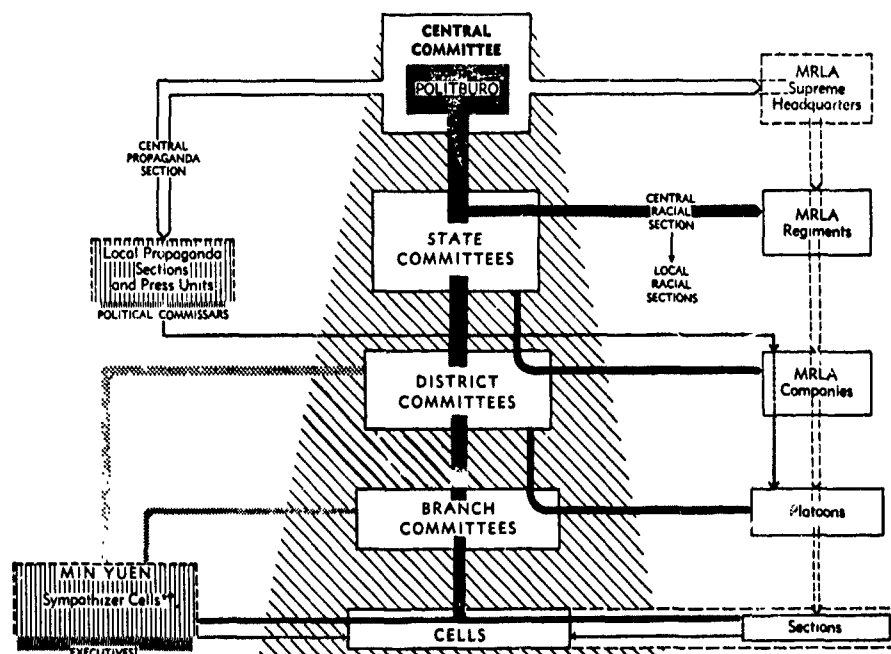 CENTRAL
COMMITTEE
POLITBURO
MRLA
Supreme
Headquarters
CENTRAL
PROPAGANDA
SECTION
CENTRAL
RACIAL
SECTION
LOCAL
RACIAL
SECTIONS
MRLA
Regiments
STATE
COMMITTEES
Local Propaganda
Sections
and Press Units
POLITICAL COMMISSARS
DISTRICT
COMMITTEES
MRLA
Companies
BRANCH
COMMITTEES
Platoons
MIN YUEN
Sympathizer Cells
EXECUTIVES
CELLS
Sections